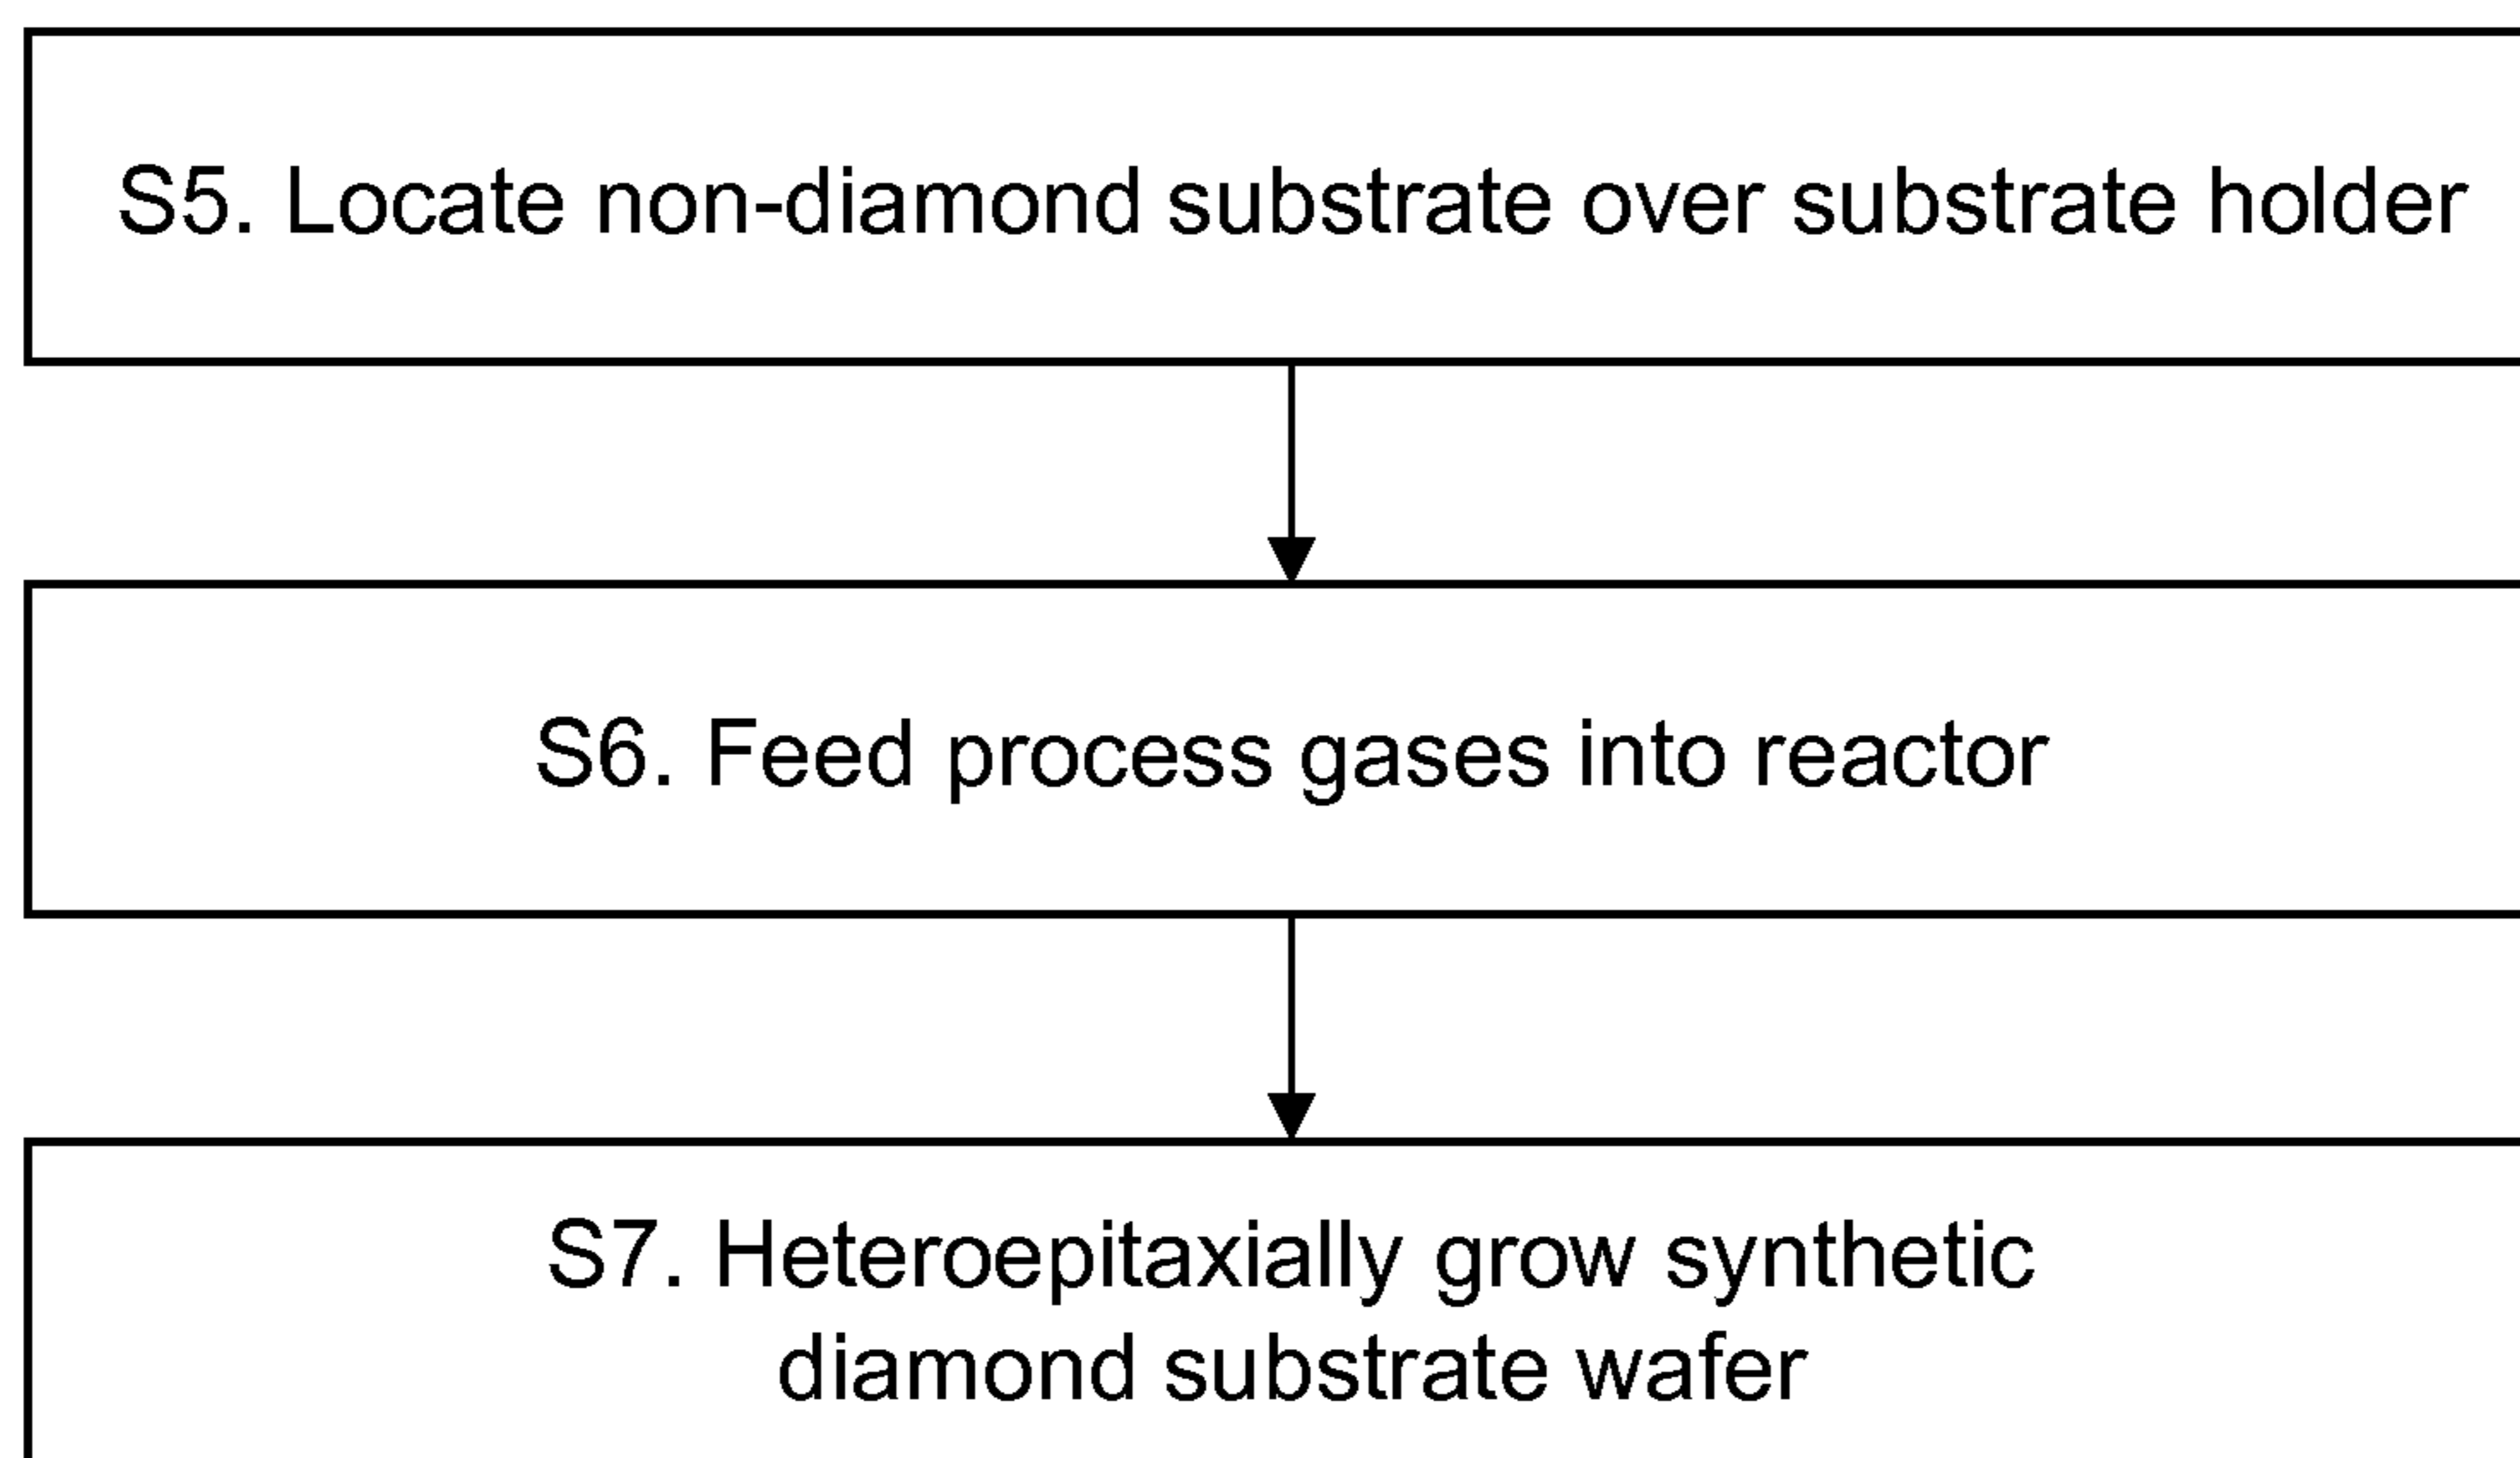 S5. Locate non-diamond substrate over substrate holder
S6. Feed process gases into reactor
S7. Heteroepitaxially grow synthetic
diamond substrate wafer